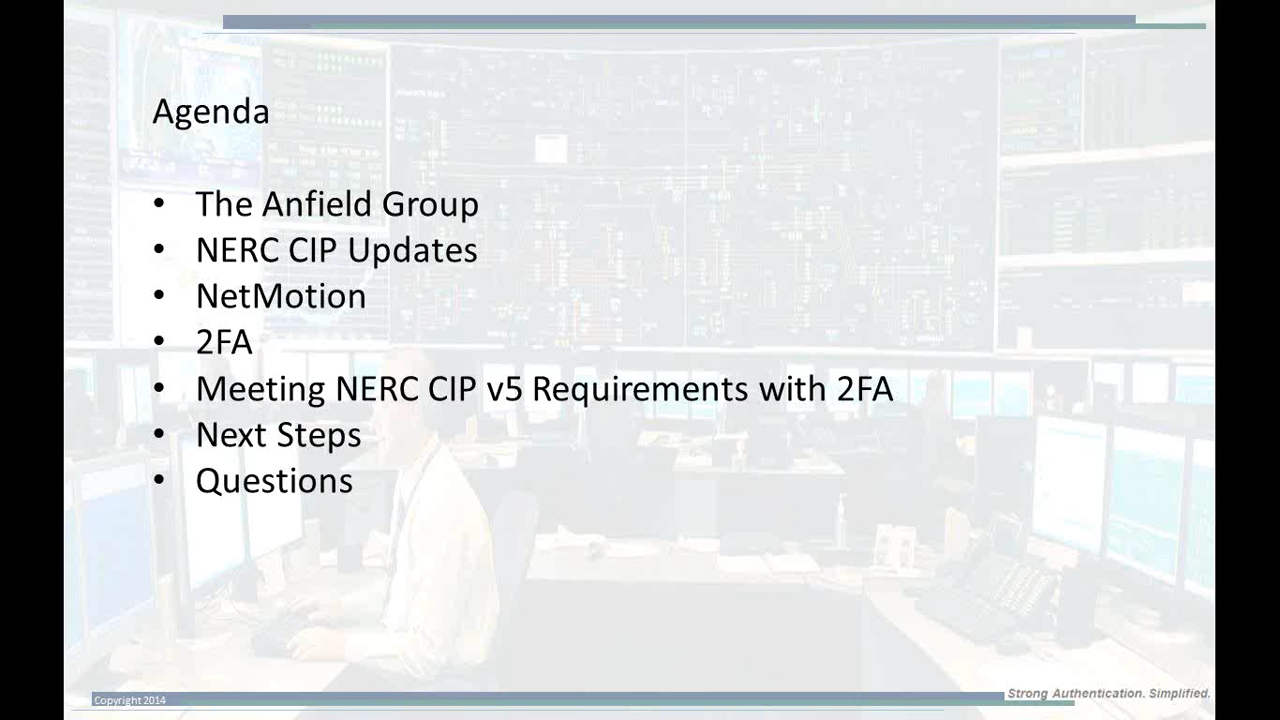 Agenda
• The Anfield Group
• NERC CIP Updates
• NetMotion
• 2FA
• Meeting NERC CIP v5 Requirements with 2FA
• Next Steps
• Questions
Copyright 2014
Strong Authentication. Simplified.